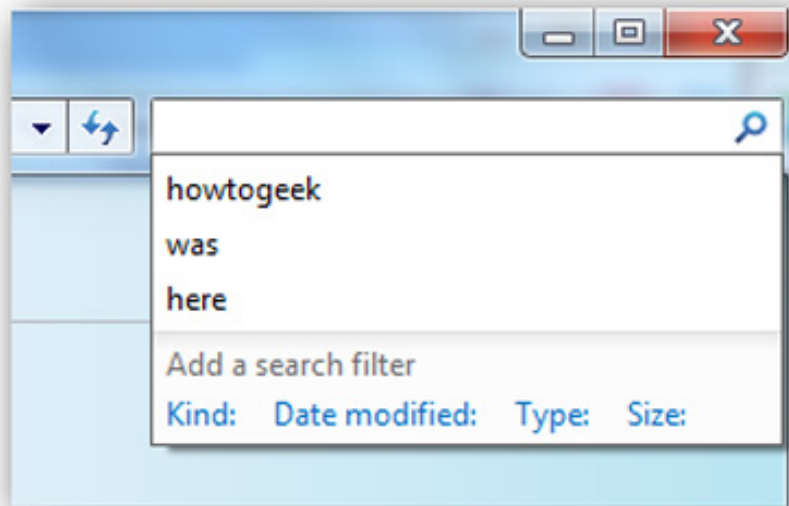 howtogeek
was
here
Add a search filter
Kind: Date modified: Type: Size: